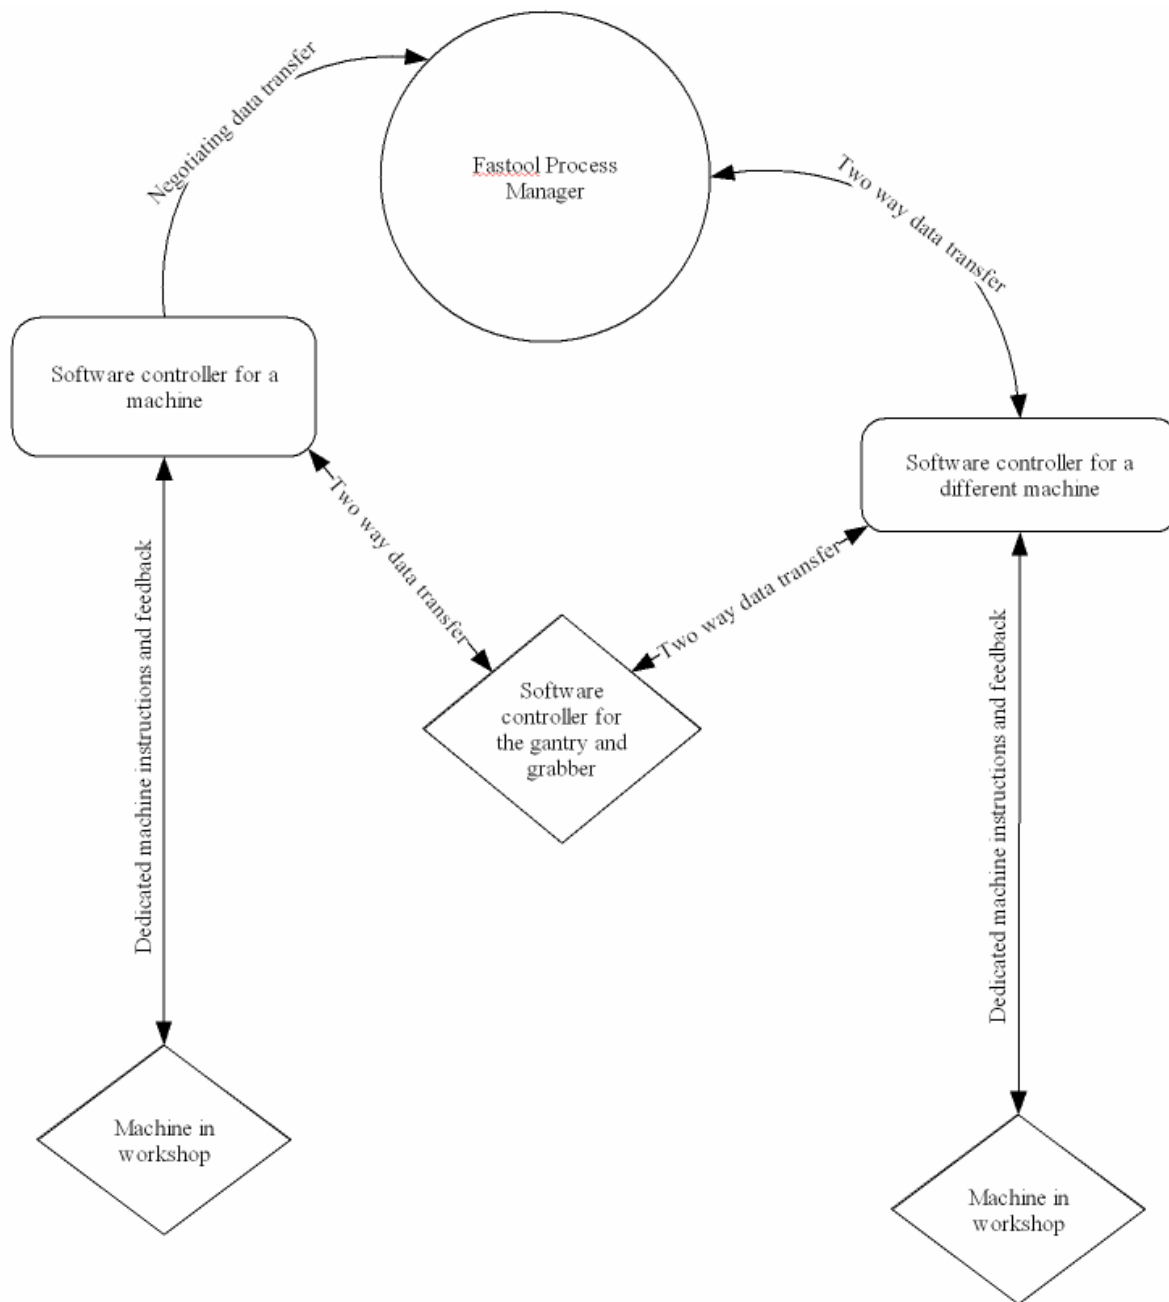 Negotiating data transfer
Fastool Process
Manager
Two way data transfer
Software controller for a
machine
Software controller for a
different machine
Two way data transfer
Two way data transfer
Dedicated machine instructions and feedback
Dedicated machine instructions and feedback
Software
controller for
the gantry and
grabber
Machine in
workshop
Machine in
workshop